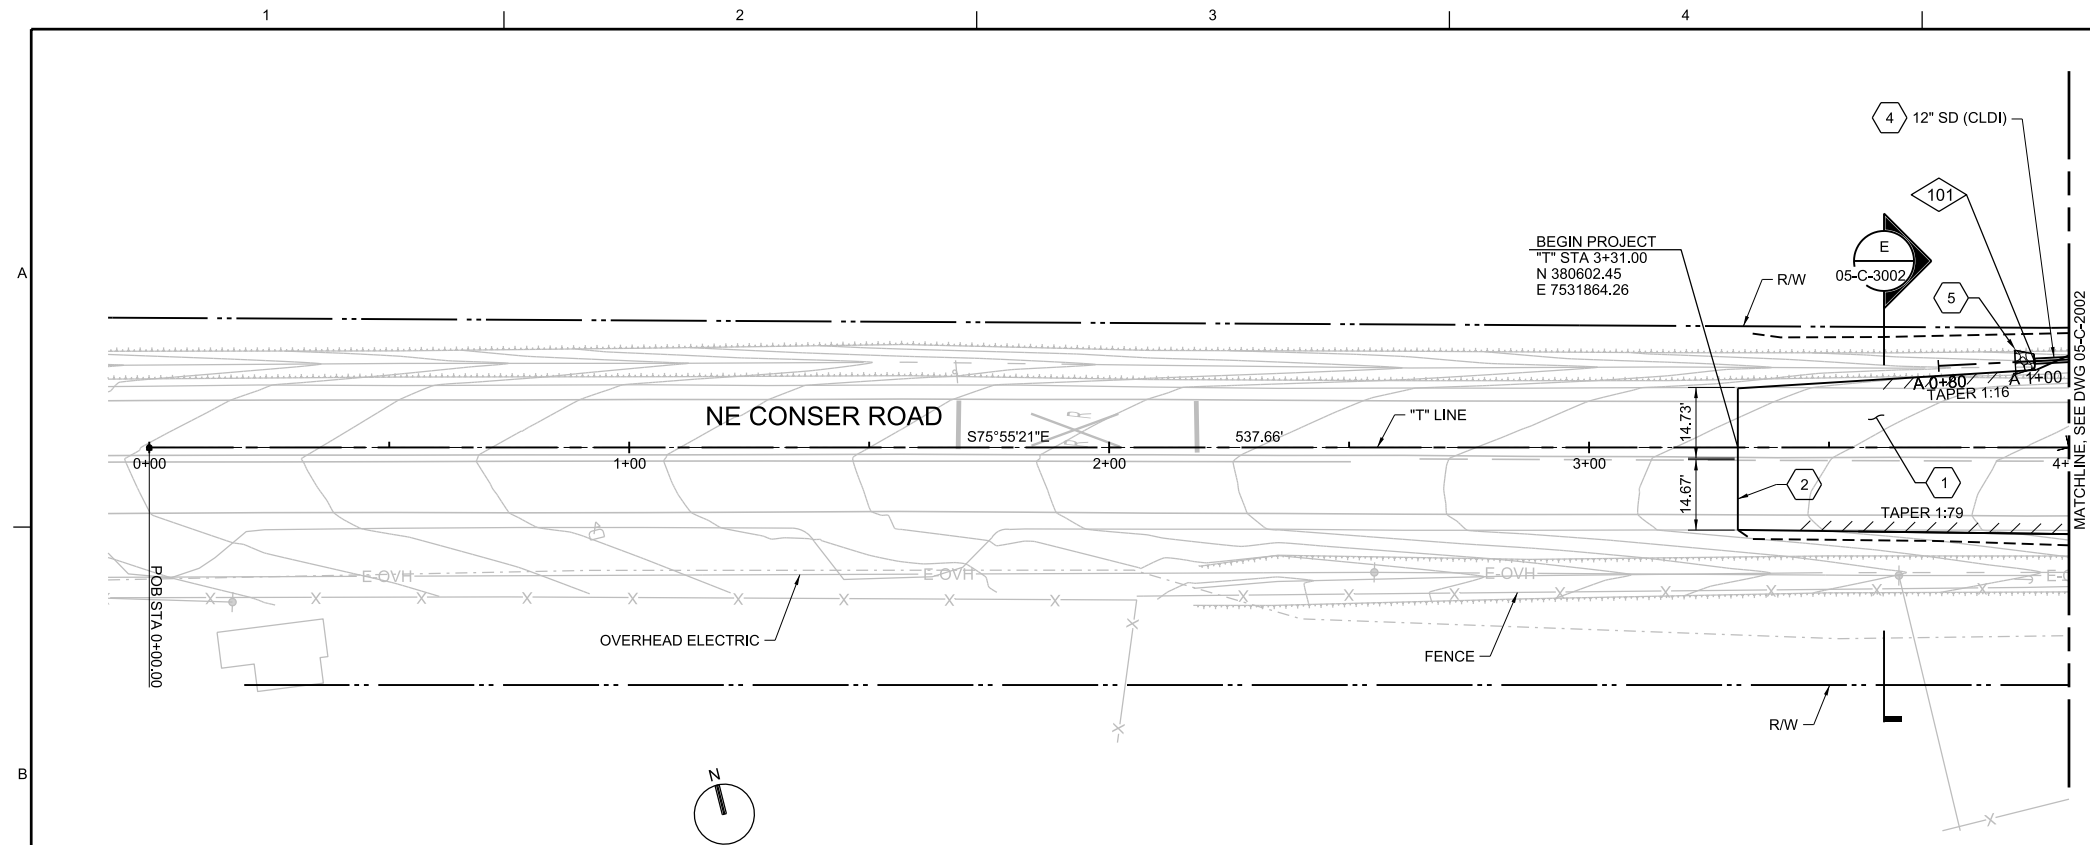 1
2
3
4
4
12" SD (CLDI)
101
BEGIN PROJECT
"T" STA 3+31.00
N 380602.45
E 7531864.26
A
E
05-C-3002
R/W
5
A 0+80
A 1+00
TAPER 1:16
MATCHLINE, SEE DWG 05-C-2002
NE CONSER ROAD
S75°55'21"E
537.66'
"T" LINE
14.73'
0+00
1+00
2+00
3+00
4+
14.67'
2
1
TAPER 1:79
R
R
POB STA 0+00.00
E-OVH
E-OVH
E-OVH
X X X X X X X X X X X X X X X X X X
OVERHEAD ELECTRIC
FENCE
X
R/W
X
B
N
X